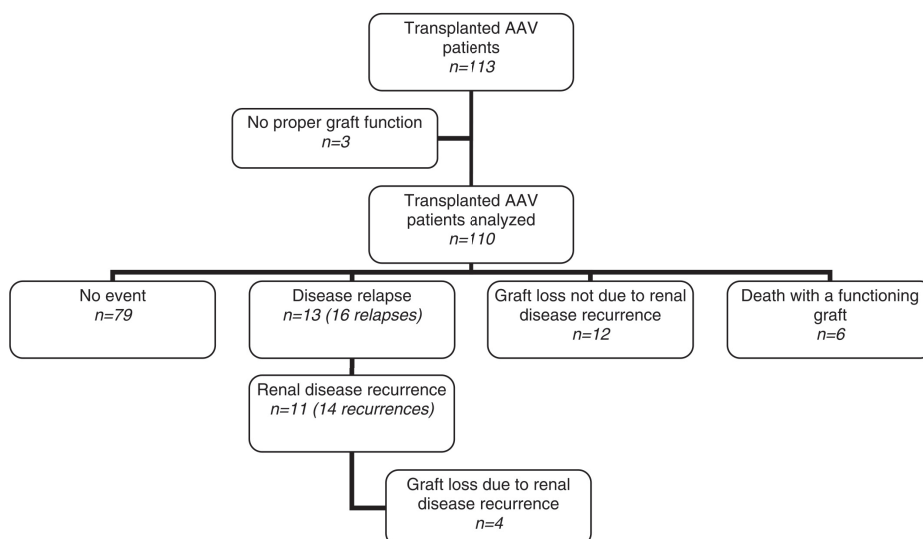 Transplanted AAV
patients
n=113
No proper graft function
n=3
Transplanted AAV
patients analyzed
n=110
No event
n=79
Disease relapse
n=13 (16 relapses)
Graft loss not due to renal
disease recurrence
n=12
Death with a functioning
graft
n=6
Renal disease recurrence
n=11 (14 recurrences)
Graft loss due to renal
disease recurrence
n=4